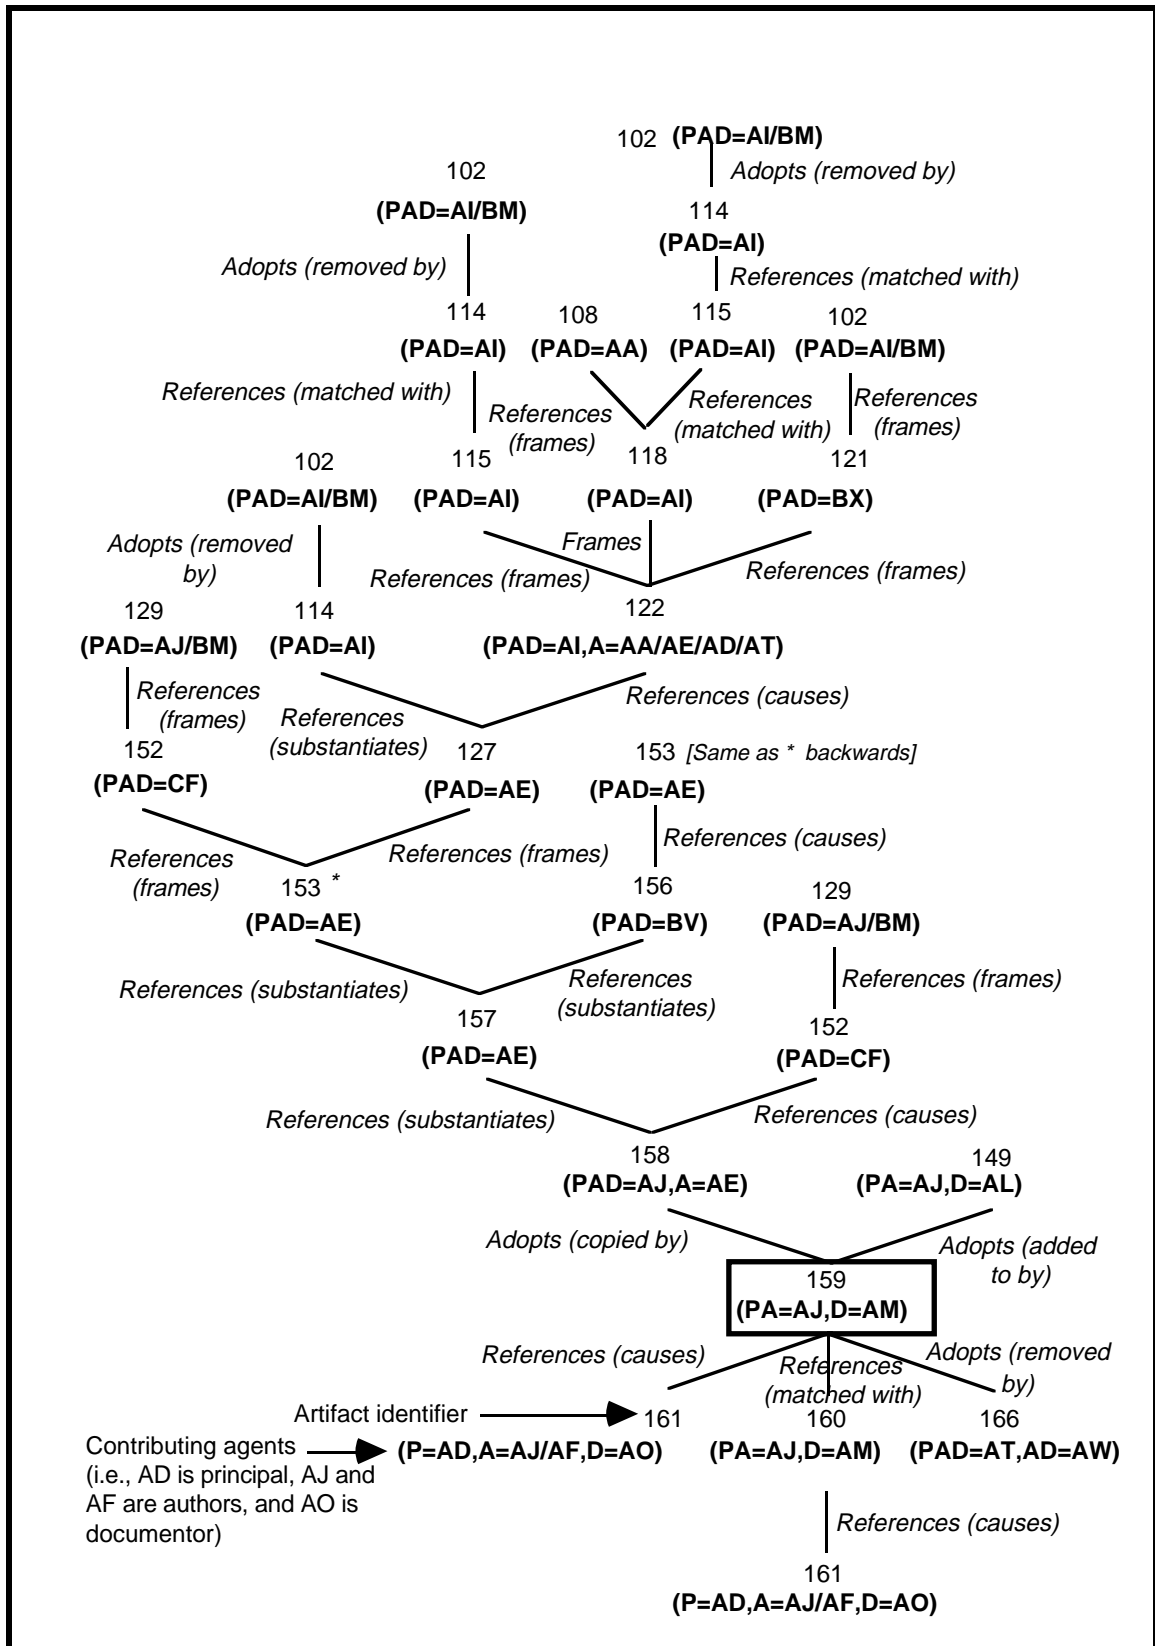 102 (PAD=AI/BM)
Adopts (removed by)
102
(PAD=AI/BM)
114
(PAD=AI)
Adopts (removed by)
References (matched with)
114
(PAD=AI)
108
(PAD=AA)
115
(PAD=AI)
102
(PAD=AI/BM)
References (matched with)
References
(frames)
References
(matched with)
References
(frames)
102
(PAD=AI/BM)
115
(PAD=AI)
118
(PAD=AI)
121
(PAD=BX)
Adopts (removed
by)
Frames
References (frames)
References (frames)
129
(PAD=AJ/BM)
114
(PAD=AI)
122
(PAD=AI,A=AA/AE/AD/AT)
References
(frames)
References
(substantiates)
References (causes)
152
(PAD=CF)
127
(PAD=AE)
153 [Same as * backwards]
(PAD=AE)
References
(frames)
References (frames)
References (causes)
153 *
(PAD=AE)
156
(PAD=BV)
129
(PAD=AJ/BM)
References (substantiates)
References
(substantiates)
References (frames)
157
(PAD=AE)
152
(PAD=CF)
References (substantiates)
References (causes)
158
(PAD=AJ,A=AE)
149
(PA=AJ,D=AL)
Adopts (copied by)
Adopts (added
to by)
159
(PA=AJ,D=AM)
References (causes)
References
(matched with)
Adopts (removed
by)
Artifact identifier
161
160
166
Contributing agents
(i.e., AD is principal, AJ and
AF are authors, and AO is
documentor)
(P=AD,A=AJ/AF,D=AO)
(PA=AJ,D=AM)
(PAD=AT,AD=AW)
References (causes)
161
(P=AD,A=AJ/AF,D=AO)